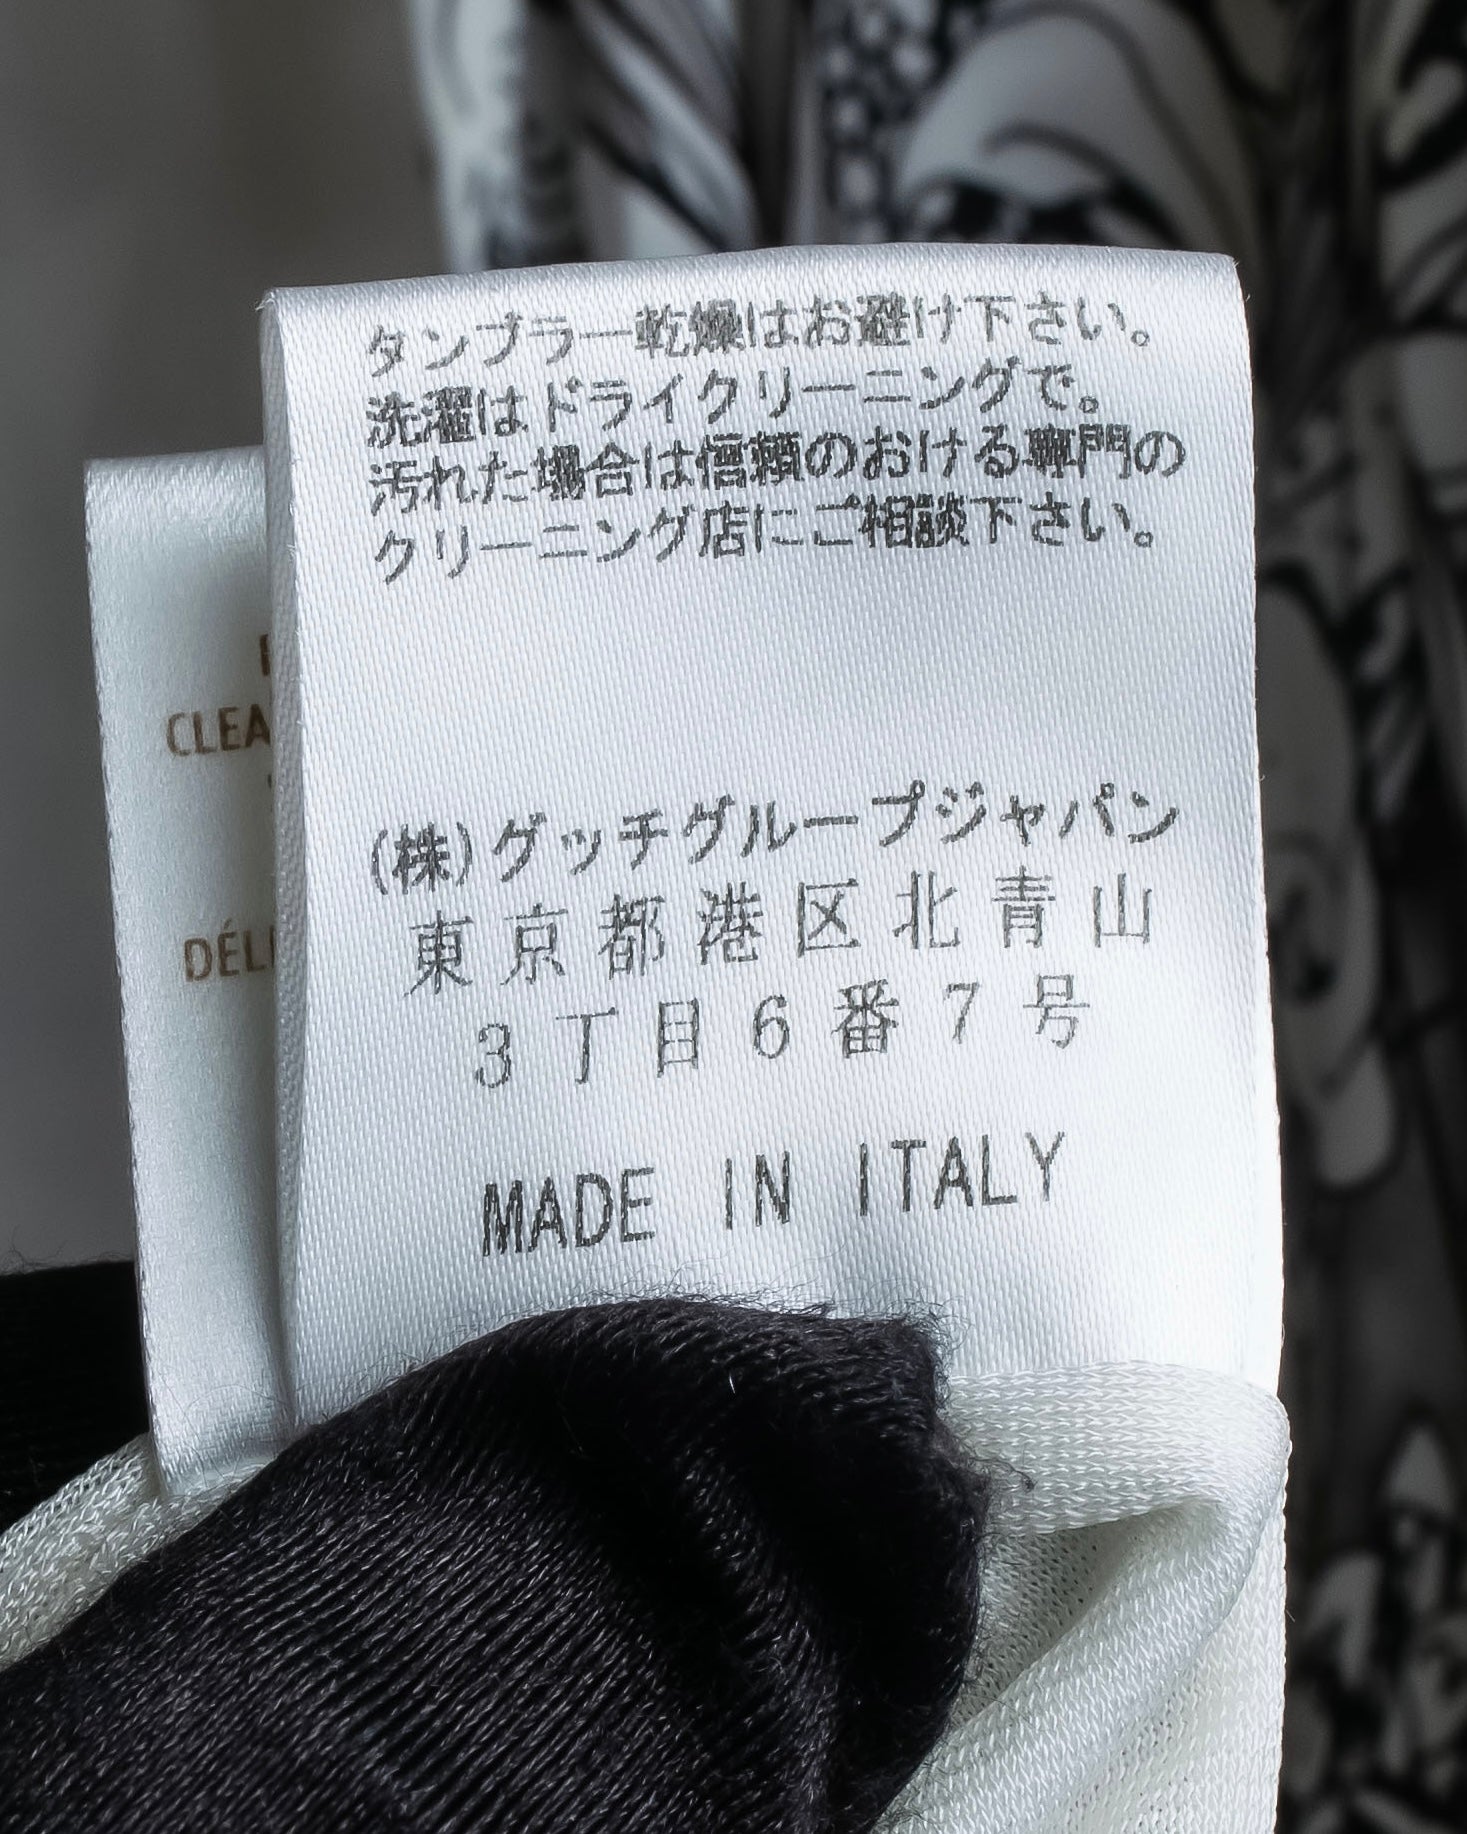 タンブラー乾燥はお避け下さい。
洗濯はドライクリーニングで。
汚れた場合は信頼のおける専門の
クリーニング店にご相談下さい。
CLEA
DÉLI
(株)グッチグループジャパン
東京都港区北青山
3丁目6番7号
MADE IN ITALY